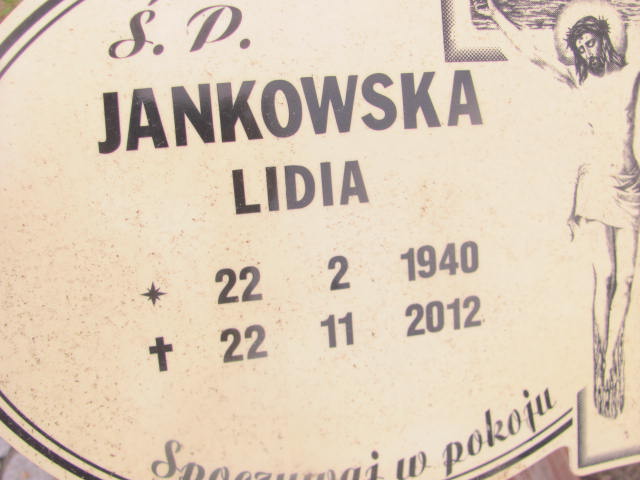 Ś. P.
JANKOWSKA
LIDIA
* 22 2 1940
✝ 22 11 2012
Spoczywaj w pokoju